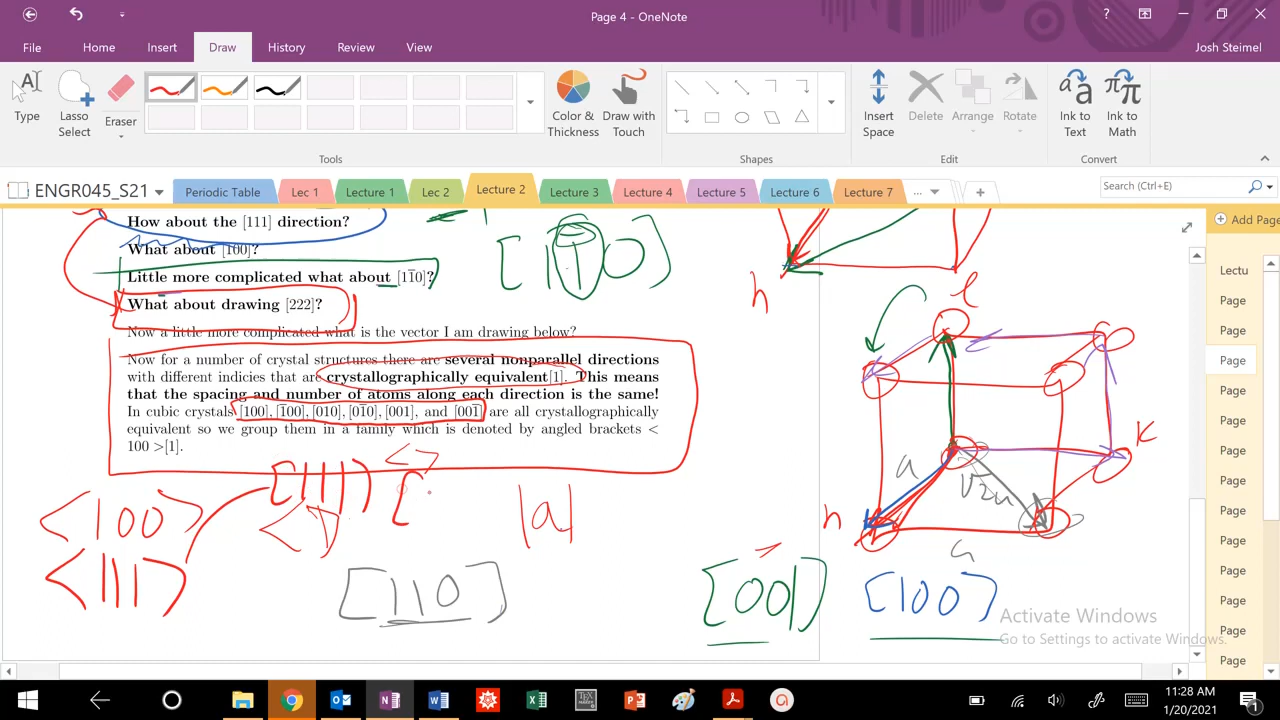 Page 4 - OneNote
?
File
Home
Insert
Draw
History
Review
View
Josh Steimel
Type
Lasso Select
Eraser
Color & Thickness
Draw with Touch
Insert Space
Delete
Arrange
Rotate
Ink to Text
Ink to Math
Tools
Shapes
Edit
Convert
ENGR045_S21
Periodic Table
Lec 1
Lecture 1
Lec 2
Lecture 2
Lecture 3
Lecture 4
Lecture 5
Lecture 6
Lecture 7
...
Search (Ctrl+E)
Add Page
Lectu
Page
Page
Page
Page
Page
Page
Page
Page
Page
Page
Page
Page
Page
How about the [111] direction?
What about [1̄00]?
Little more complicated what about [11̄0]?
What about drawing [222]?
Now a little more complicated what is the vector I am drawing below?
Now for a number of crystal structures there are several nonparallel directions
with different indicies that are crystallographically equivalent[1]. This means
that the spacing and number of atoms along each direction is the same!
In cubic crystals [100], [1̄00], [010], [01̄0], [001], and [001̄] are all crystallographically
equivalent so we group them in a family which is denoted by angled brackets <
100 >[1].
[11̄0]
h
l
k
a
√2a
h
a
< >
[111]
[
<100>
< >
|a|
<111>
[110]
[001]
[100]
Activate Windows
Go to Settings to activate Windows.
11:28 AM
1/20/2021